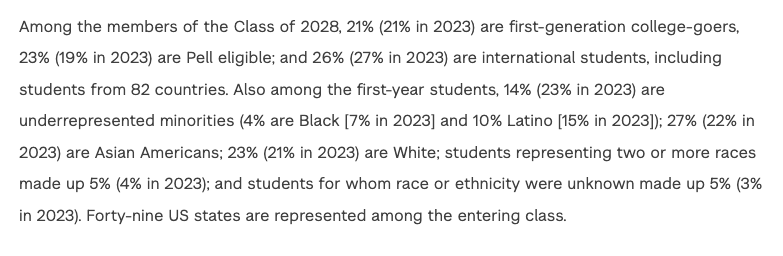 Among the members of the Class of 2028, 21% (21% in 2023) are first-generation college-goers,
23% (19% in 2023) are Pell eligible; and 26% (27% in 2023) are international students, including
students from 82 countries. Also among the first-year students, 14% (23% in 2023) are
underrepresented minorities (4% are Black [7% in 2023] and 10% Latino [15% in 2023]); 27% (22% in
2023) are Asian Americans; 23% (21% in 2023) are White; students representing two or more races
made up 5% (4% in 2023); and students for whom race or ethnicity were unknown made up 5% (3%
in 2023). Forty-nine US states are represented among the entering class.